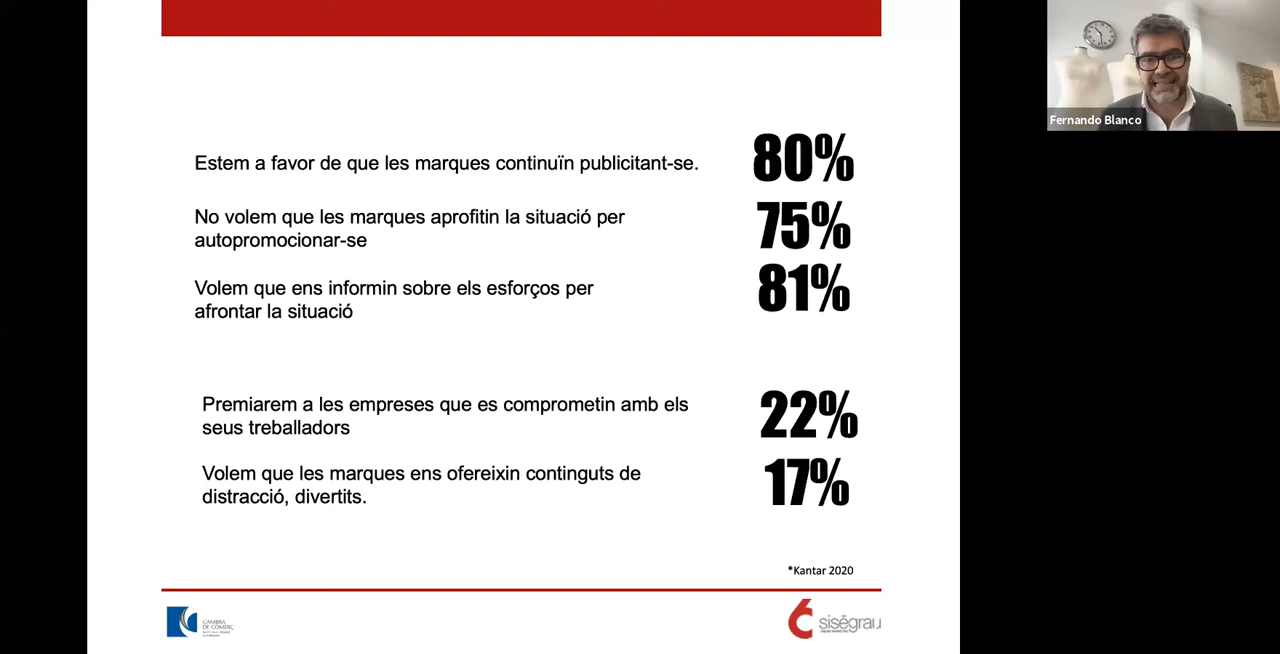 Fernando Blanco
Estem a favor de que les marques continuïn publicitant-se.
80%
No volem que les marques aprofitin la situació per
autopromocionar-se
75%
Volem que ens informin sobre els esforços per
afrontar la situació
81%
Premiarem a les empreses que es comprometin amb els
seus treballadors
22%
Volem que les marques ens ofereixin continguts de
distracció, divertits.
17%
*Kantar 2020
CAMBRA
DE COMERÇ
6 sisègrau
ONLINE MARKETING